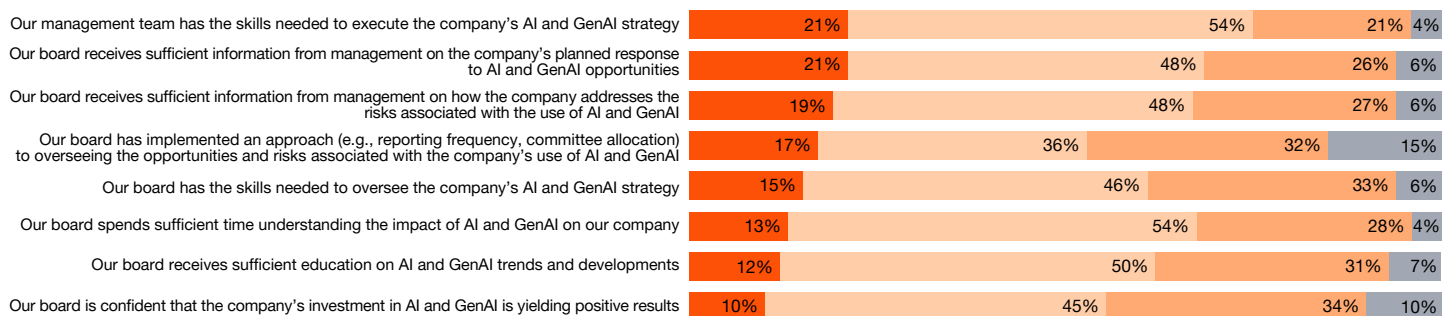 Our management team has the skills needed to execute the company’s AI and GenAI strategy 21% 54% 21% 4%
Our board receives sufficient information from management on the company’s planned response
to AI and GenAI opportunities 21% 48% 26% 6%
Our board receives sufficient information from management on how the company addresses the
risks associated with the use of AI and GenAI 19% 48% 27% 6%
Our board has implemented an approach (e.g., reporting frequency, committee allocation)
to overseeing the opportunities and risks associated with the company’s use of AI and GenAI 17% 36% 32% 15%
Our board has the skills needed to oversee the company’s AI and GenAI strategy 15% 46% 33% 6%
Our board spends sufficient time understanding the impact of AI and GenAI on our company 13% 54% 28% 4%
Our board receives sufficient education on AI and GenAI trends and developments 12% 50% 31% 7%
Our board is confident that the company’s investment in AI and GenAI is yielding positive results 10% 45% 34% 10%